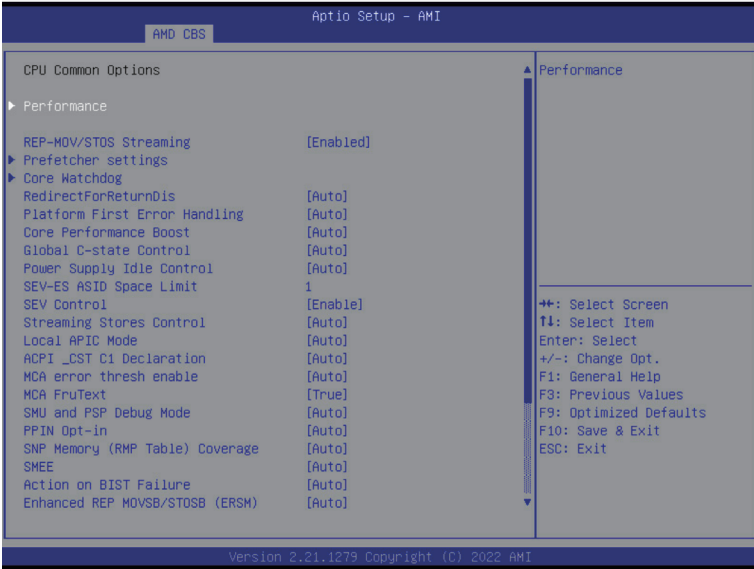 Aptio Setup – AMI
AMD CBS
CPU Common Options
Performance
REP-MOV/STOS Streaming [Enabled]
Prefetcher settings
Core Watchdog
RedirectForReturnDis [Auto]
Platform First Error Handling [Auto]
Core Performance Boost [Auto]
Global C-state Control [Auto]
Power Supply Idle Control [Auto]
SEV-ES ASID Space Limit 1
SEV Control [Enable]
Streaming Stores Control [Auto]
Local APIC Mode [Auto]
ACPI _CST C1 Declaration [Auto]
MCA error thresh enable [Auto]
MCA FruText [True]
SMU and PSP Debug Mode [Auto]
PPIN Opt-in [Auto]
SNP Memory (RMP Table) Coverage [Auto]
SMEE [Auto]
Action on BIST Failure [Auto]
Enhanced REP MOVSB/STOSB (ERSM) [Auto]
Performance
→←: Select Screen
↑↓: Select Item
Enter: Select
+/-: Change Opt.
F1: General Help
F3: Previous Values
F9: Optimized Defaults
F10: Save & Exit
ESC: Exit
Version 2.21.1279 Copyright (C) 2022 AMI